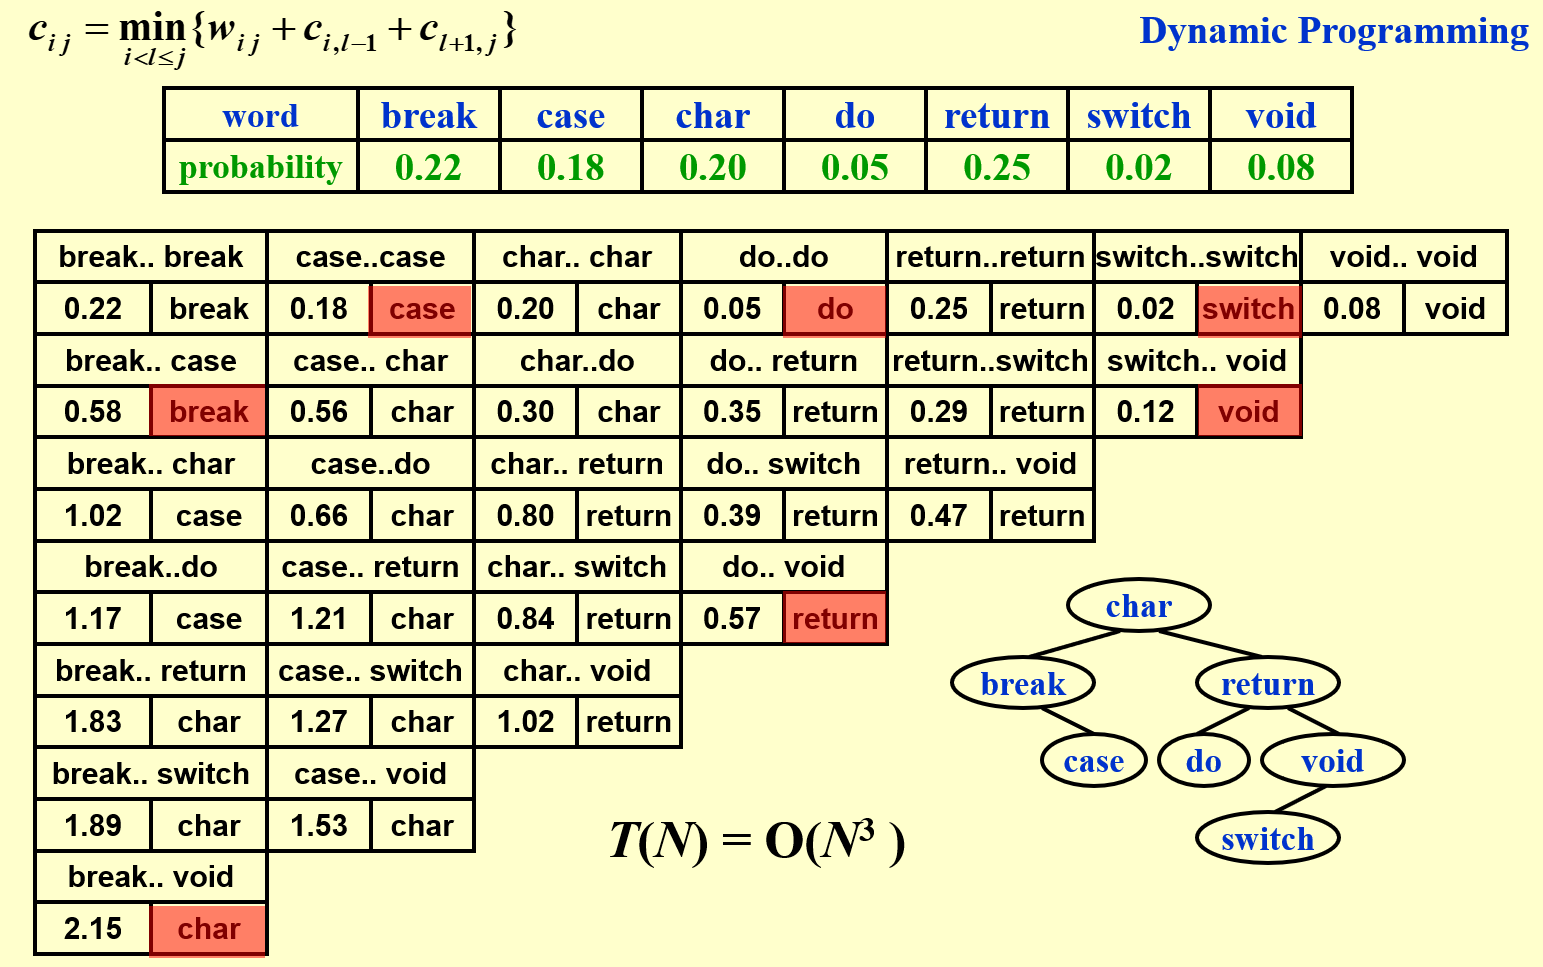 c_{ij} = min_{i<l≤j}{w_{ij} + c_{i,l−1} + c_{l+1,j}}
Dynamic Programming
word break case char do return switch void
probability 0.22 0.18 0.20 0.05 0.25 0.02 0.08
break.. break case..case char.. char do..do return..return switch..switch void.. void
0.22 break 0.18 case 0.20 char 0.05 do 0.25 return 0.02 switch 0.08 void
break.. case case.. char char..do do.. return return..switch switch.. void
0.58 break 0.56 char 0.30 char 0.35 return 0.29 return 0.12 void
break.. char case..do char.. return do.. switch return.. void
1.02 case 0.66 char 0.80 return 0.39 return 0.47 return
break..do case.. return char.. switch do.. void
1.17 case 1.21 char 0.84 return 0.57 return
break.. return case.. switch char.. void
1.83 char 1.27 char 1.02 return
break.. switch case.. void
1.89 char 1.53 char
break.. void
2.15 char
T(N) = O(N³ )
char
break return
case do void
switch